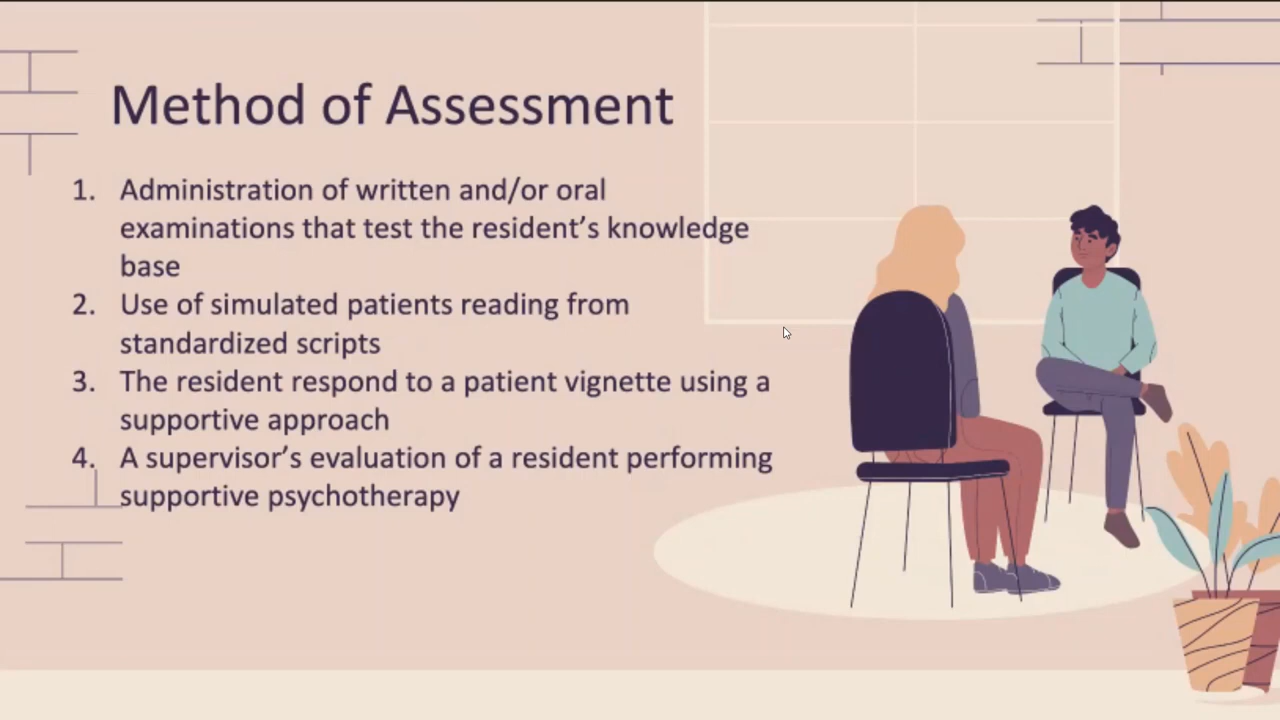 Method of Assessment
1. Administration of written and/or oral
examinations that test the resident’s knowledge
base
2. Use of simulated patients reading from
standardized scripts
3. The resident respond to a patient vignette using a
supportive approach
4. A supervisor’s evaluation of a resident performing
supportive psychotherapy